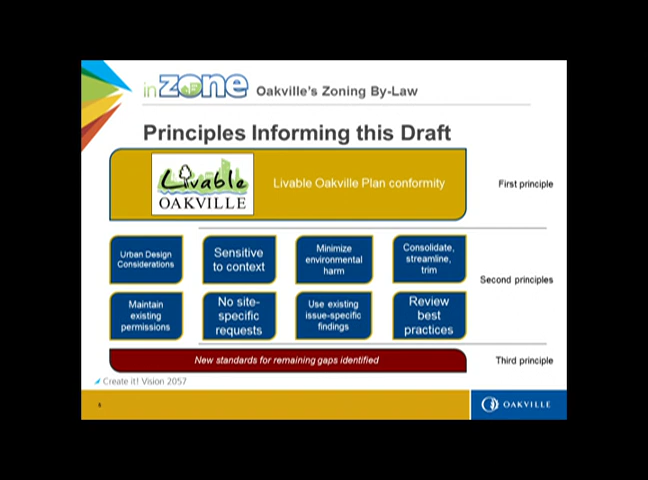 inzone Oakville's Zoning By-Law
Principles Informing this Draft
Livable
OAKVILLE
Livable Oakville Plan conformity
First principle
Urban Design
Considerations
Sensitive
to context
Minimize
environmental
harm
Consolidate,
streamline,
trim
Second principles
Maintain
existing
permissions
No site-
specific
requests
Use existing
issue-specific
findings
Review
best
practices
New standards for remaining gaps identified
Third principle
Create it! Vision 2057
OAKVILLE